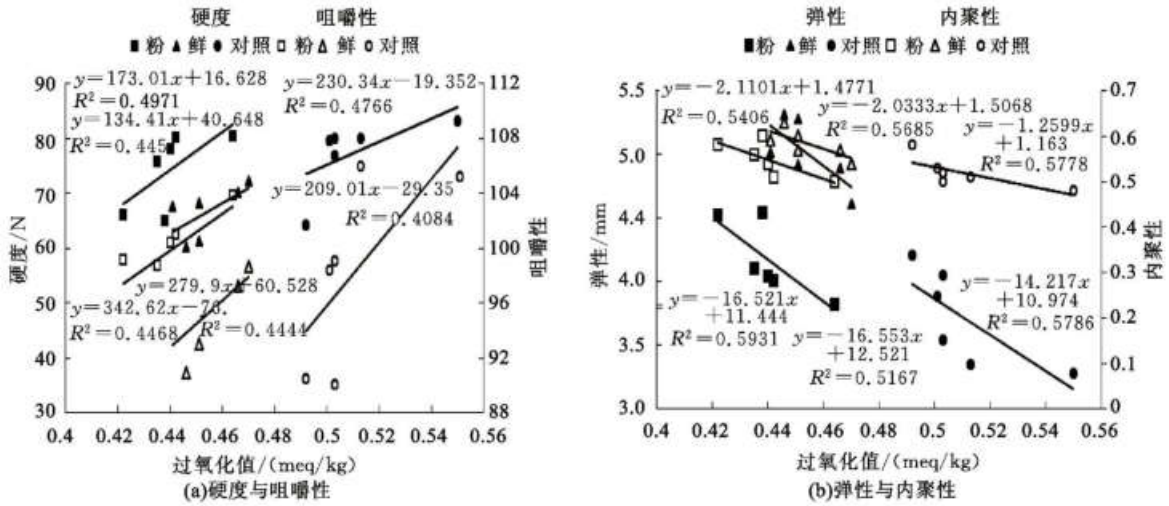 硬度 咀嚼性
■粉▲鲜●对照□粉△鲜○对照
90
80
70
60
50
40
30
硬度/N
112
108
104
100
96
92
88
咀嚼性
y=173.01x+16.628
R²=0.4971
y=134.41x+40.648
R²=0.445
y=230.34x-19.352
R²=0.4766
y=209.01x-29.35
R²=0.4084
y=279.9x+60.528
R²=0.4444
342.62x-76.
R²=0.4468
0.4 0.42 0.44 0.46 0.48 0.5 0.52 0.54 0.56
过氧化值/(meq/kg)
(a)硬度与咀嚼性
弹性 内聚性
■粉▲鲜●对照□粉△鲜○对照
5.5
5.0
4.4
4.0
3.5
3.0
弹性/mm
0.7
0.6
0.5
0.4
0.3
0.2
0.1
0
内聚性
y=-2.1101x+1.4771
R²=0.5406
y=-2.0333x+1.5068
R²=0.5685
y=-1.2599x
+1.163
R²=0.5778
y=-16.521x
+11.444
R²=0.5931
y=-16.553x
+12.521
R²=0.5167
y=-14.217x
+10.974
R²=0.5786
0.4 0.42 0.44 0.46 0.48 0.5 0.52 0.54 0.56
过氧化值/(meq/kg)
(b)弹性与内聚性